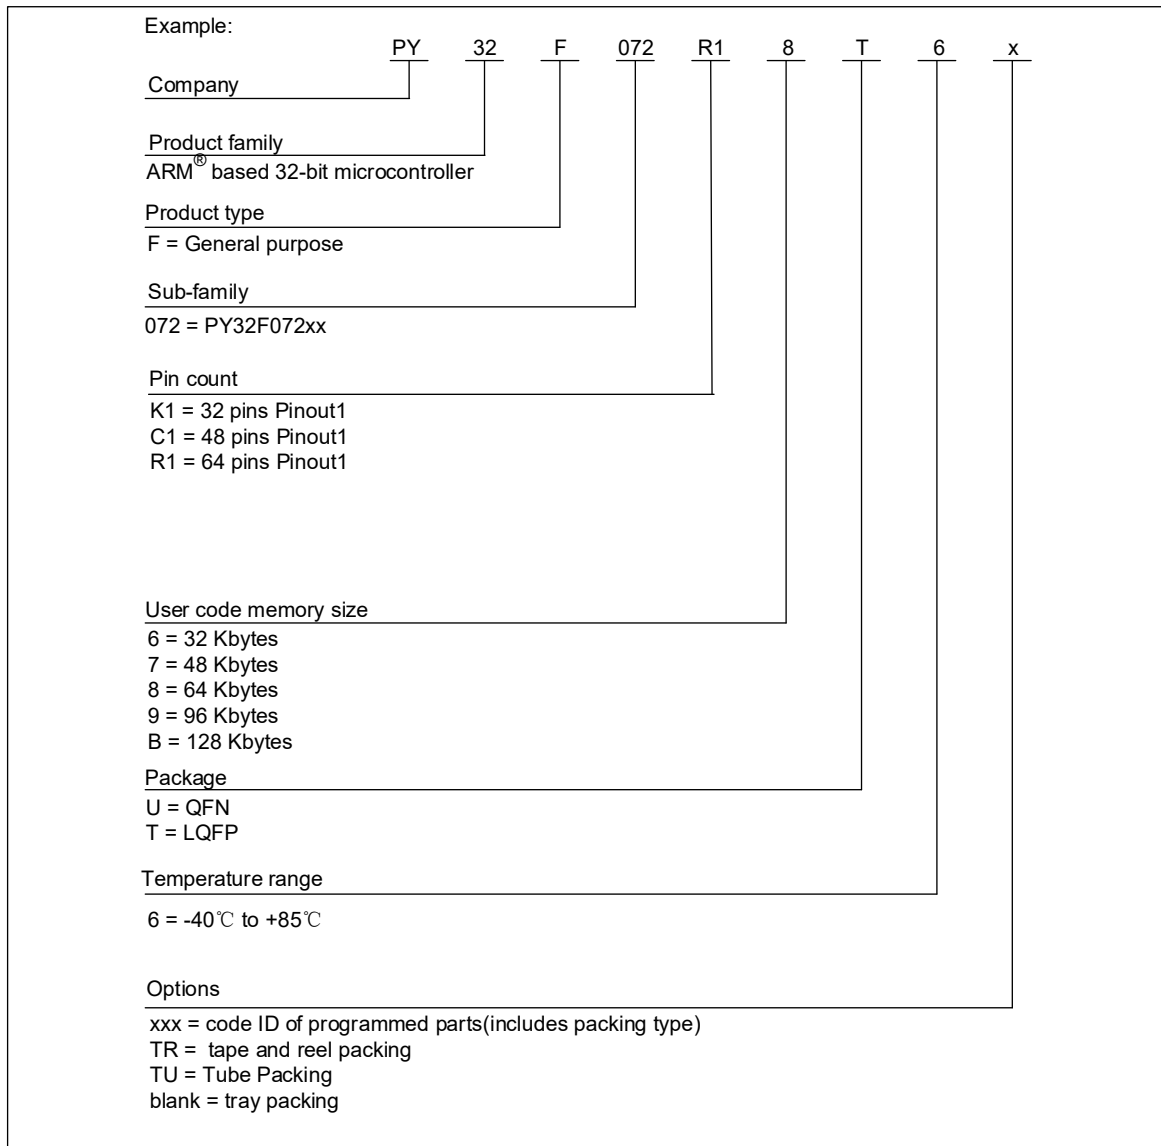 Example:
PY 32 F 072 R1 8 T 6 x
Company
Product family
ARM® based 32-bit microcontroller
Product type
F = General purpose
Sub-family
072 = PY32F072xx
Pin count
K1 = 32 pins Pinout1
C1 = 48 pins Pinout1
R1 = 64 pins Pinout1
User code memory size
6 = 32 Kbytes
7 = 48 Kbytes
8 = 64 Kbytes
9 = 96 Kbytes
B = 128 Kbytes
Package
U = QFN
T = LQFP
Temperature range
6 = -40℃ to +85℃
Options
xxx = code ID of programmed parts(includes packing type)
TR = tape and reel packing
TU = Tube Packing
blank = tray packing